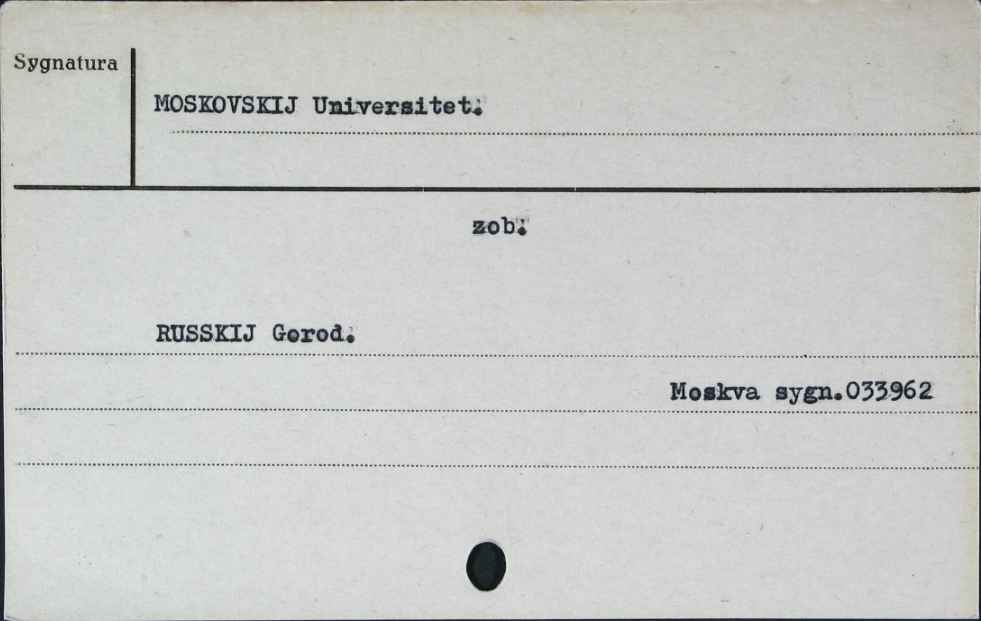 Sygnatura
MOSKOVSKIJ Universitet.
zob.
RUSSKIJ Gorod.
Moskva sygn.033962